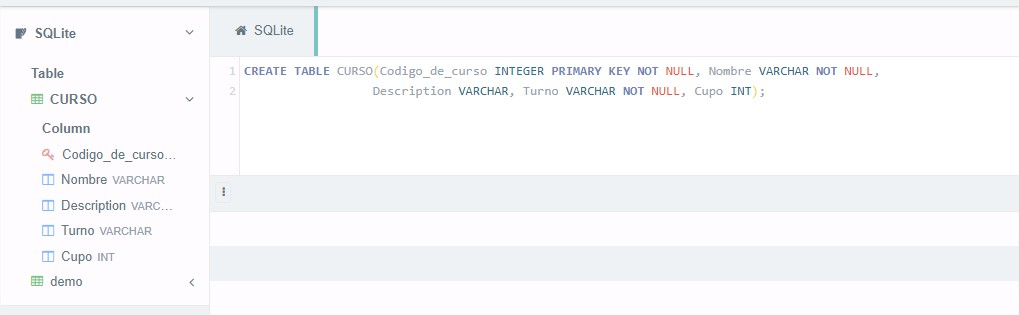 SQLite
SQLite
Table
CURSO
Column
Codigo_de_curso...
Nombre VARCHAR
Description VARC...
Turno VARCHAR
Cupo INT
demo
1 CREATE TABLE CURSO(Codigo_de_curso INTEGER PRIMARY KEY NOT NULL, Nombre VARCHAR NOT NULL,
2 Description VARCHAR, Turno VARCHAR NOT NULL, Cupo INT);